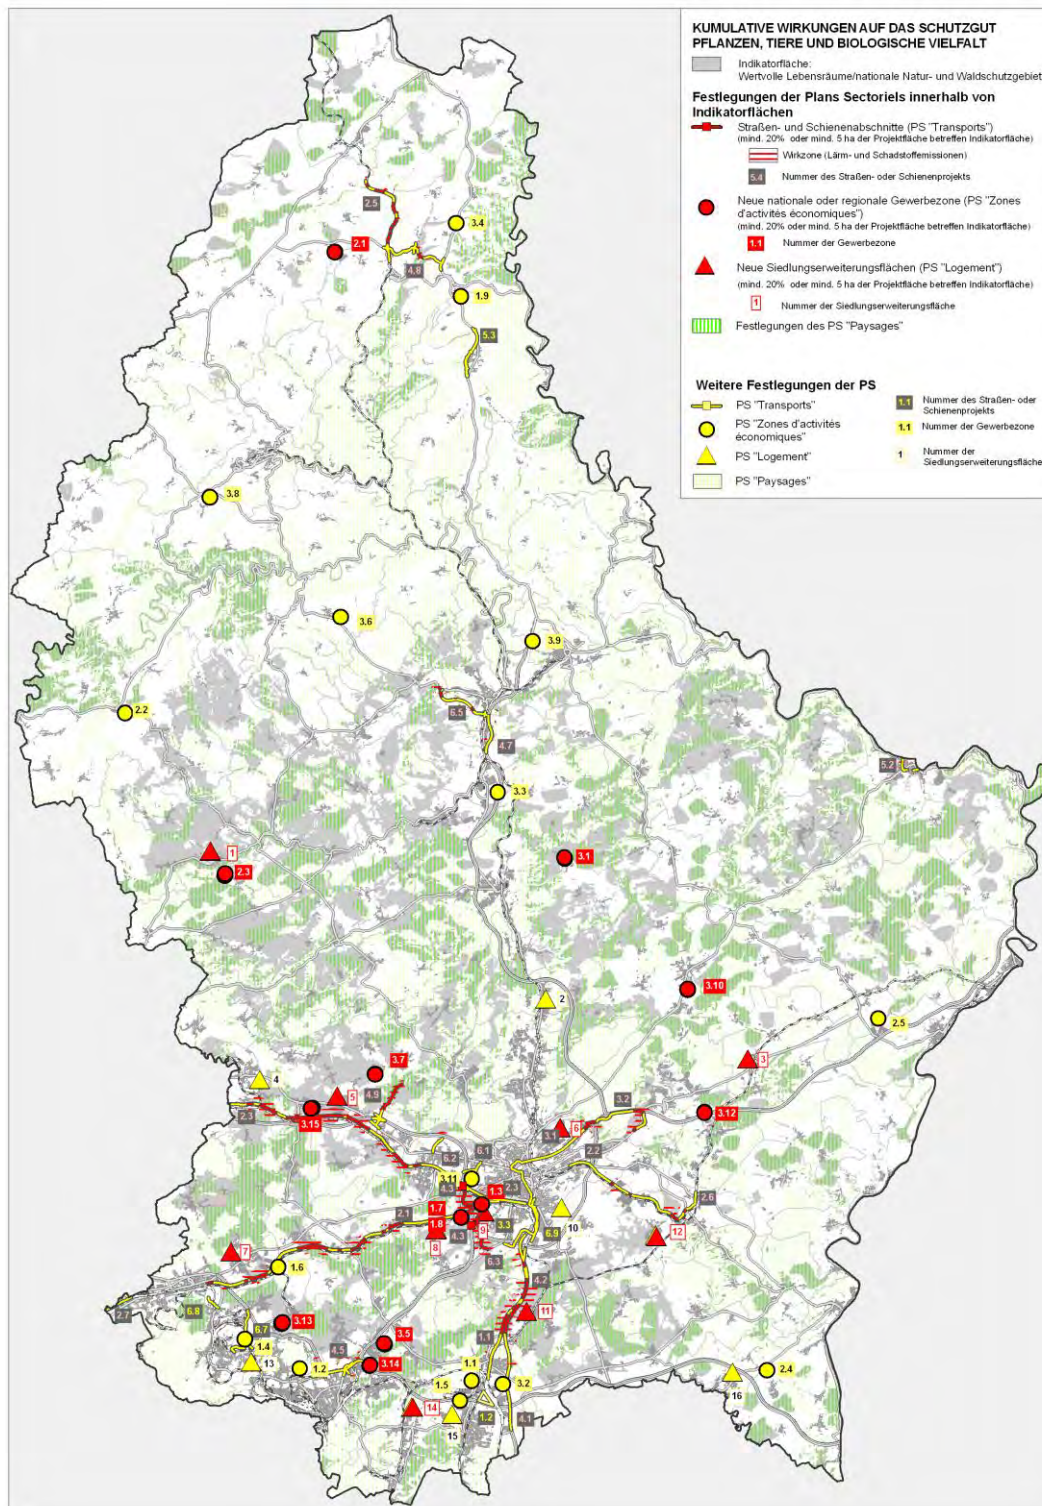 KUMULATIVE WIRKUNGEN AUF DAS SCHUTZGUT
PFLANZEN, TIERE UND BIOLOGISCHE VIELFALT
Indikatorfläche:
Wertvolle Lebensräume/nationale Natur- und Waldschutzgebiet
Festlegungen der Plans Sectoriels innerhalb von
Indikatorflächen
Straßen- und Schienenabschnitte (PS "Transports")
(mind. 20% oder mind. 5 ha der Projektfläche betreffen Indikatorfläche)
Wirkzone (Lärm- und Schadstoffemissionen)
5.4 Nummer des Straßen- oder Schienenprojekts
Neue nationale oder regionale Gewerbezone (PS "Zones
d'activités économiques")
(mind. 20% oder mind. 5 ha der Projektfläche betreffen Indikatorfläche)
1.1 Nummer der Gewerbezone
Neue Siedlungserweiterungsflächen (PS "Logement")
(mind. 20% oder mind. 5 ha der Projektfläche betreffen Indikatorfläche)
1 Nummer der Siedlungserweiterungsfläche
Festlegungen des PS "Paysages"
Weitere Festlegungen der PS
PS "Transports"
PS "Zones d'activités
économiques"
PS "Logement"
PS "Paysages"
1.1 Nummer des Straßen- oder
Schienenprojekts
1.1 Nummer der Gewerbezone
1 Nummer der
Siedlungserweiterungsfläche
2.5
3.4
2.1
4.8
1.9
5.3
3.8
3.6
3.9
2.2
6.5
4.7
5.2
3.3
1
2.3
3.1
3.10
2
2.5
3
3.7
4
5
4.9
3.2
3.12
2.3
3.15
3.1
6
6.1
6.2
2.2
3.11
4.3
2.3
2.6
1.3
1.7
2.1
1.8
4.3
9
3.3
10
12
8
6.9
6.3
7
1.6
4.2
2.7
6.8
11
3.13
6.7
1.4
3.5
1.1
4.5
13
1.2
3.14
1.1
2.4
1.5
3.2
16
14
1.2
15
4.1